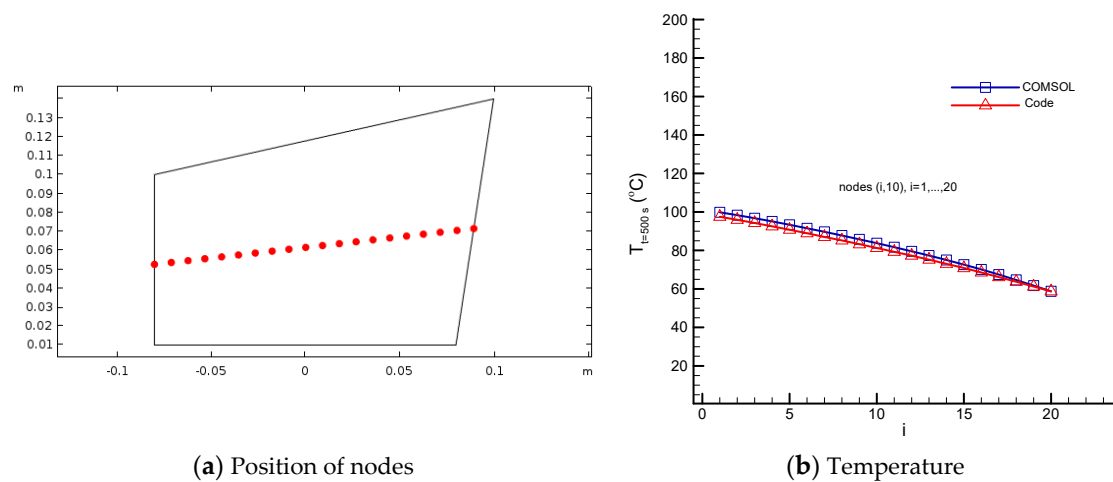 m
0.13
0.12
0.11
0.1
0.09
0.08
0.07
0.06
0.05
0.04
0.03
0.02
0.01
-0.1 -0.05 0 0.05 0.1 m
(a) Position of nodes
200
180
160
140
120
100
80
60
40
20
0 5 10 15 20
T t=500 s (°C)
i
COMSOL
Code
nodes (i,10), i=1,...,20
(b) Temperature